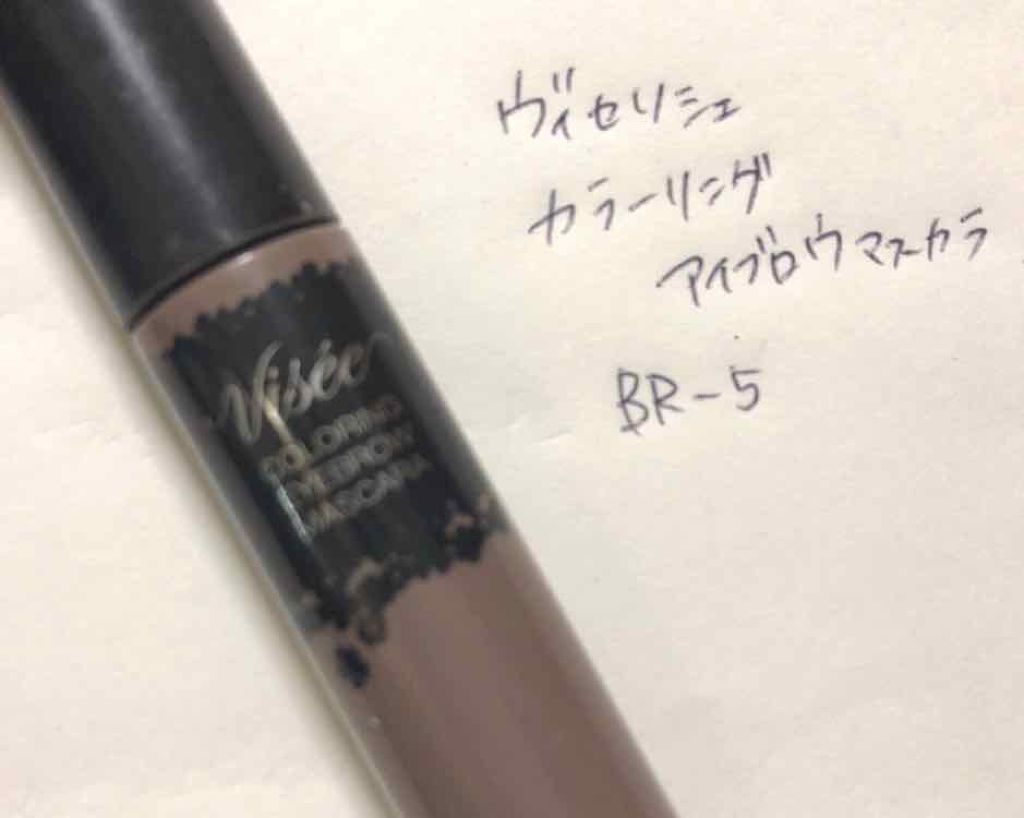 ヴィセリシェ
カラーリング
アイブロウマスカラ
BR-5
Visée
COLORING
EYEBROW
MASCARA